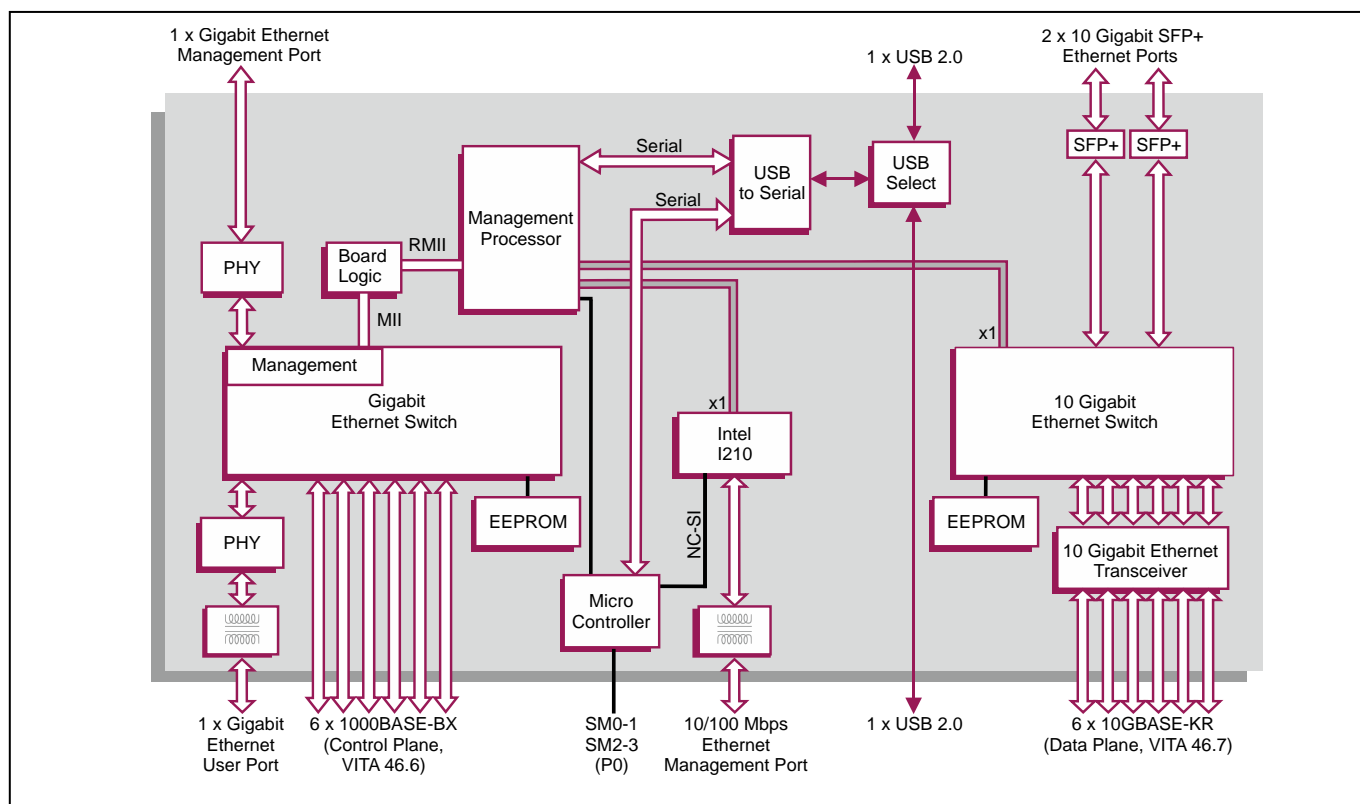 1 x Gigabit Ethernet
Management Port
1 x USB 2.0
2 x 10 Gigabit SFP+
Ethernet Ports
SFP+
SFP+
Serial
USB
to Serial
USB
Select
Serial
Management
Processor
RMII
Board
Logic
PHY
MII
x1
Management
Gigabit
Ethernet Switch
10 Gigabit
Ethernet Switch
x1
Intel
I210
EEPROM
NC-SI
EEPROM
PHY
10 Gigabit Ethernet
Transceiver
Micro
Controller
1 x Gigabit
Ethernet
User Port
6 x 1000BASE-BX
(Control Plane,
VITA 46.6)
SM0-1
SM2-3
(P0)
10/100 Mbps
Ethernet
Management Port
1 x USB 2.0
6 x 10GBASE-KR
(Data Plane, VITA 46.7)